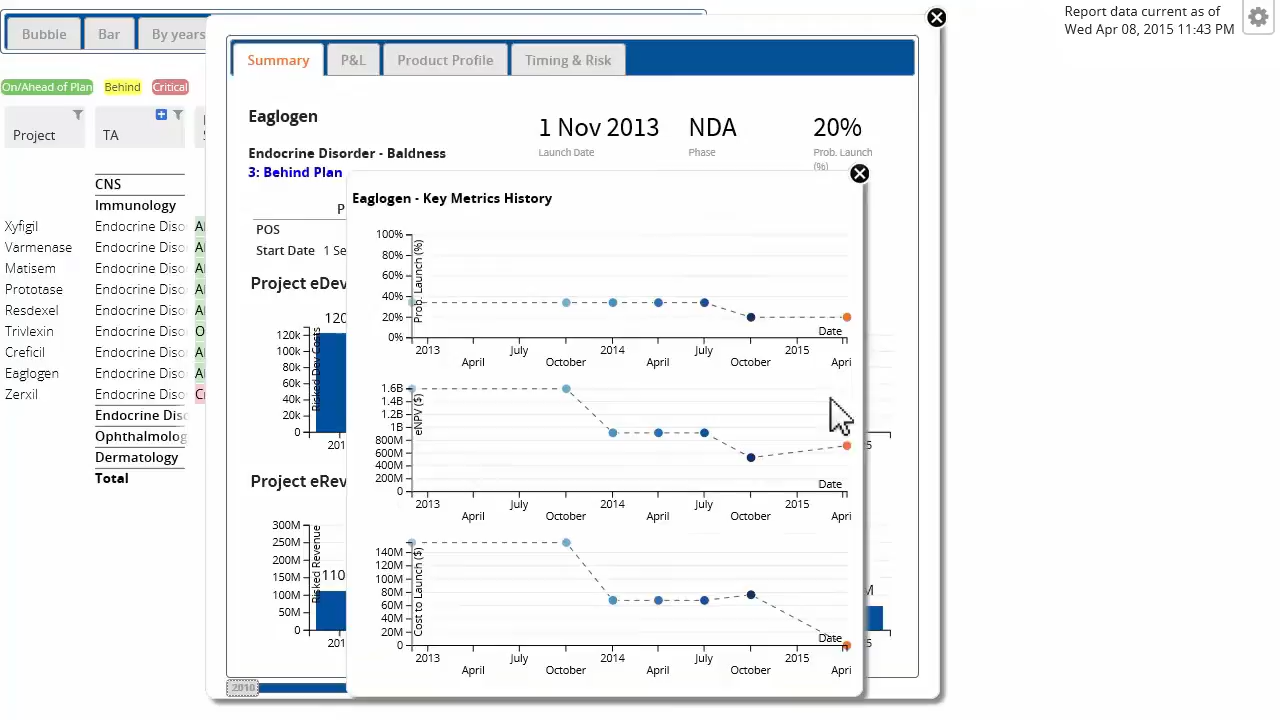 Report data current as of
Wed Apr 08, 2015 11:43 PM
Bubble Bar By years
On/Ahead of Plan Behind Critical
Project TA
CNS
Immunology
Xyfigil Endocrine Diso
Varmenase Endocrine Diso
Matisem Endocrine Diso
Prototase Endocrine Diso
Resdexel Endocrine Diso
Trivlexin Endocrine Diso
Creficil Endocrine Diso
Eaglogen Endocrine Diso
Zerxil Endocrine Diso
Endocrine Diso
Ophthalmolog
Dermatology
Total
Summary P&L Product Profile Timing & Risk
Eaglogen
1 Nov 2013 NDA 20%
Launch Date Phase Prob. Launch
(%)
Endocrine Disorder - Baldness
3: Behind Plan
P
POS
Start Date 1 Se
Project eDev
120
120k
100k
80k
60k
40k
20k
0
Risked Dev Costs
201
5
Project eRev
300M
250M
200M
150M
100M
50M
0
Risked Revenue
110
M
201
5
2010
Eaglogen - Key Metrics History
100%
80%
60%
40%
20%
0%
Prob. Launch (%)
Date
2013 July 2014 July 2015
April October April October Apri
1.6B
1.4B
1.2B
1B
800M
600M
400M
200M
0
eNPV ($)
Date
2013 July 2014 July 2015
April October April October Apri
140M
120M
100M
80M
60M
40M
20M
0
Cost to Launch ($)
Date
2013 July 2014 July 2015
April October April October Apri